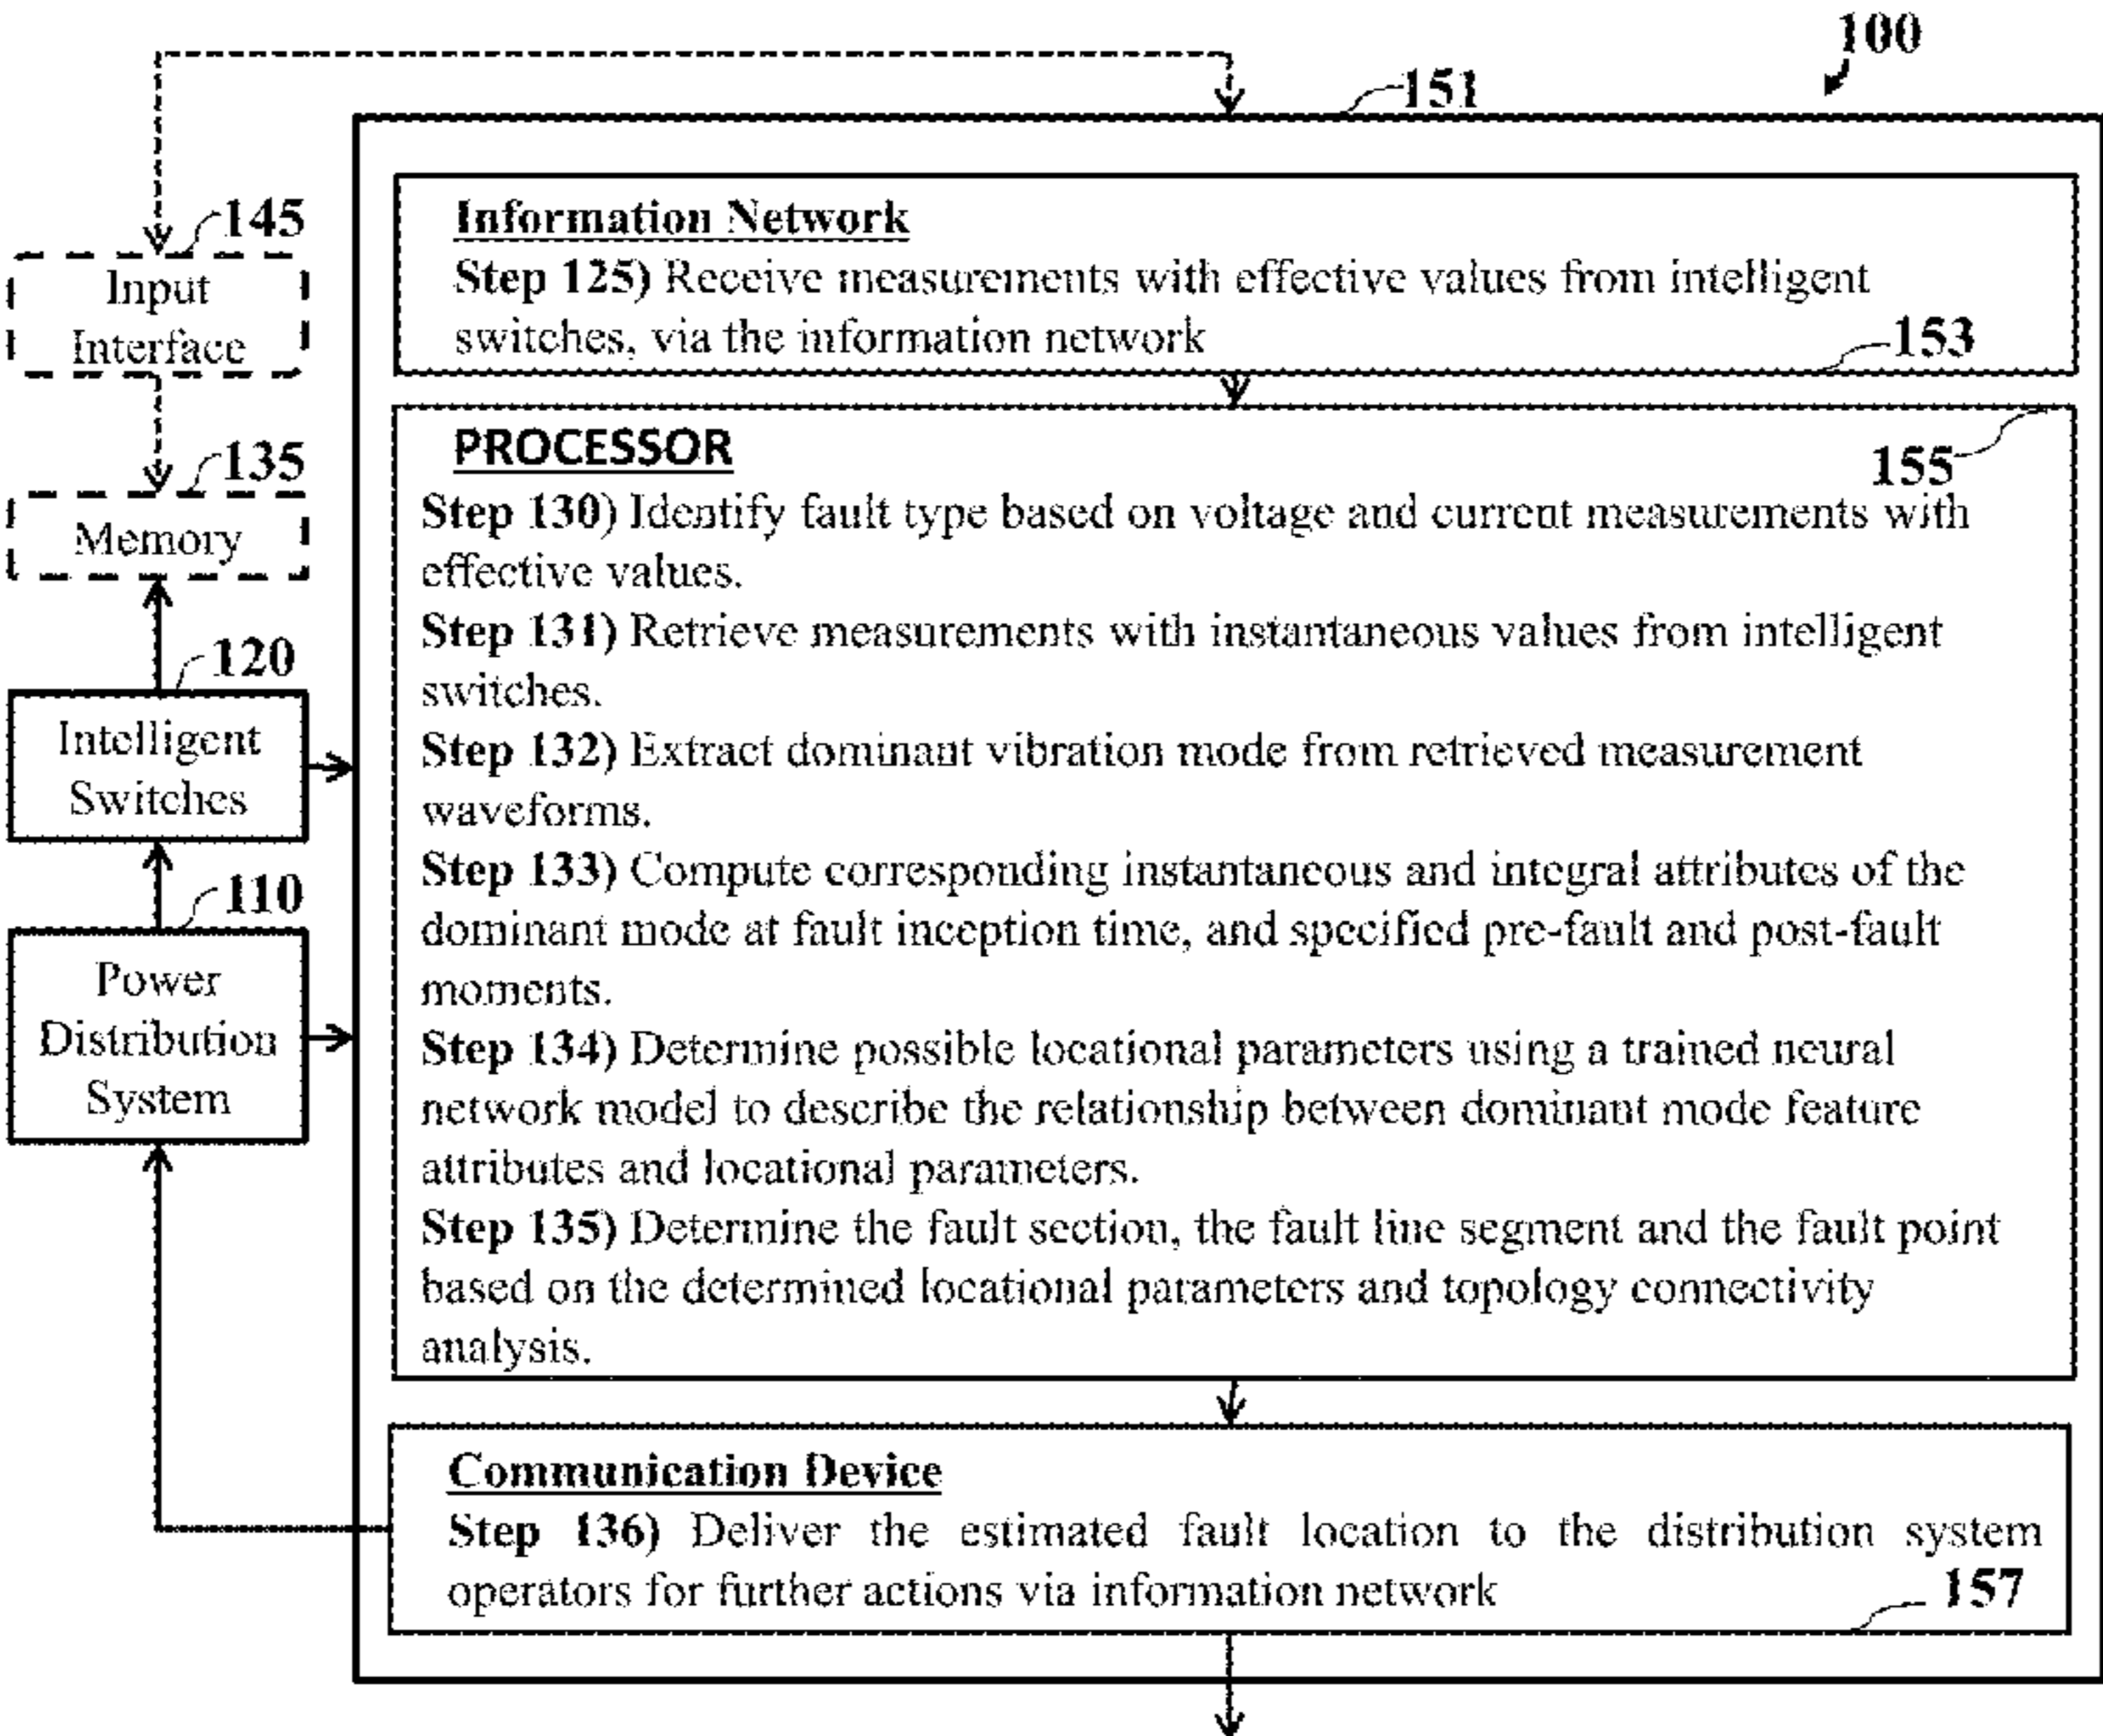 100
151
145
Input
Interface
135
Memory
120
Intelligent
Switches
110
Power
Distribution
System
Information Network
Step 125) Receive measurements with effective values from intelligent
switches, via the information network
153
PROCESSOR
155
Step 130) Identify fault type based on voltage and current measurements with
effective values.
Step 131) Retrieve measurements with instantaneous values from intelligent
switches.
Step 132) Extract dominant vibration mode from retrieved measurement
waveforms.
Step 133) Compute corresponding instantaneous and integral attributes of the
dominant mode at fault inception time, and specified pre-fault and post-fault
moments.
Step 134) Determine possible locational parameters using a trained neural
network model to describe the relationship between dominant mode feature
attributes and locational parameters.
Step 135) Determine the fault section, the fault line segment and the fault point
based on the determined locational parameters and topology connectivity
analysis.
Communication Device
Step 136) Deliver the estimated fault location to the distribution system
operators for further actions via information network
157